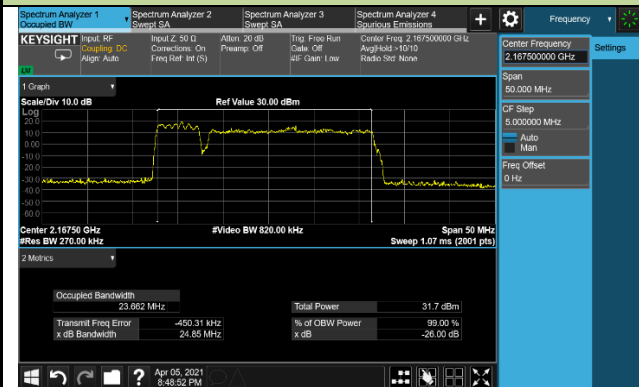 Spectrum Analyzer 1
Occupied BW
Spectrum Analyzer 2
Swept SA
Spectrum Analyzer 3
Swept SA
Spectrum Analyzer 4
Spurious Emissions
+
Frequency
KEYSIGHT
Input: RF
Coupling: DC
Align: Auto
Input Z: 50 Ω
Corrections: On
Freq Ref: Int (S)
Atten: 20 dB
Preamp: Off
Trig: Free Run
Gate: Off
#IF Gain: Low
Center Freq: 2.167500000 GHz
Avg|Hold:>10/10
Radio Std: None
Center Frequency
2.167500000 GHz
Settings
Span
50.000 MHz
CF Step
5.000000 MHz
Auto
Man
Freq Offset
0 Hz
1 Graph
Scale/Div 10.0 dB
Ref Value 30.00 dBm
Log
20.0
10.0
0.00
-10.0
-20.0
-30.0
-40.0
-50.0
-60.0
Center 2.16750 GHz
#Video BW 820.00 kHz
Span 50 MHz
#Res BW 270.00 kHz
Sweep 1.07 ms (2001 pts)
2 Metrics
Occupied Bandwidth
23.662 MHz
Total Power
31.7 dBm
Transmit Freq Error
-450.31 kHz
% of OBW Power
99.00 %
x dB Bandwidth
24.85 MHz
x dB
-26.00 dB
?
Apr 05, 2021
8:48:52 PM